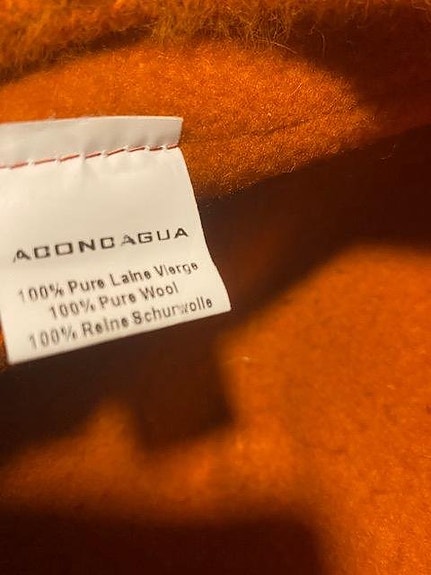 ACONCAGUA
100% Pure Laine Vierge
100% Pure Wool
100% Reine Schurwolle